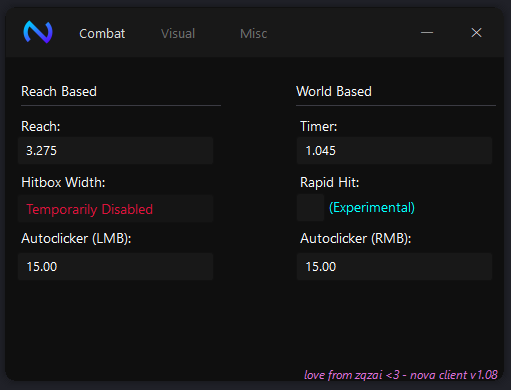 Combat Visual Misc
Reach Based
Reach:
3.275
Hitbox Width:
Temporarily Disabled
Autoclicker (LMB):
15.00
World Based
Timer:
1.045
Rapid Hit:
(Experimental)
Autoclicker (RMB):
15.00
love from zqzai <3 - nova client v1.08